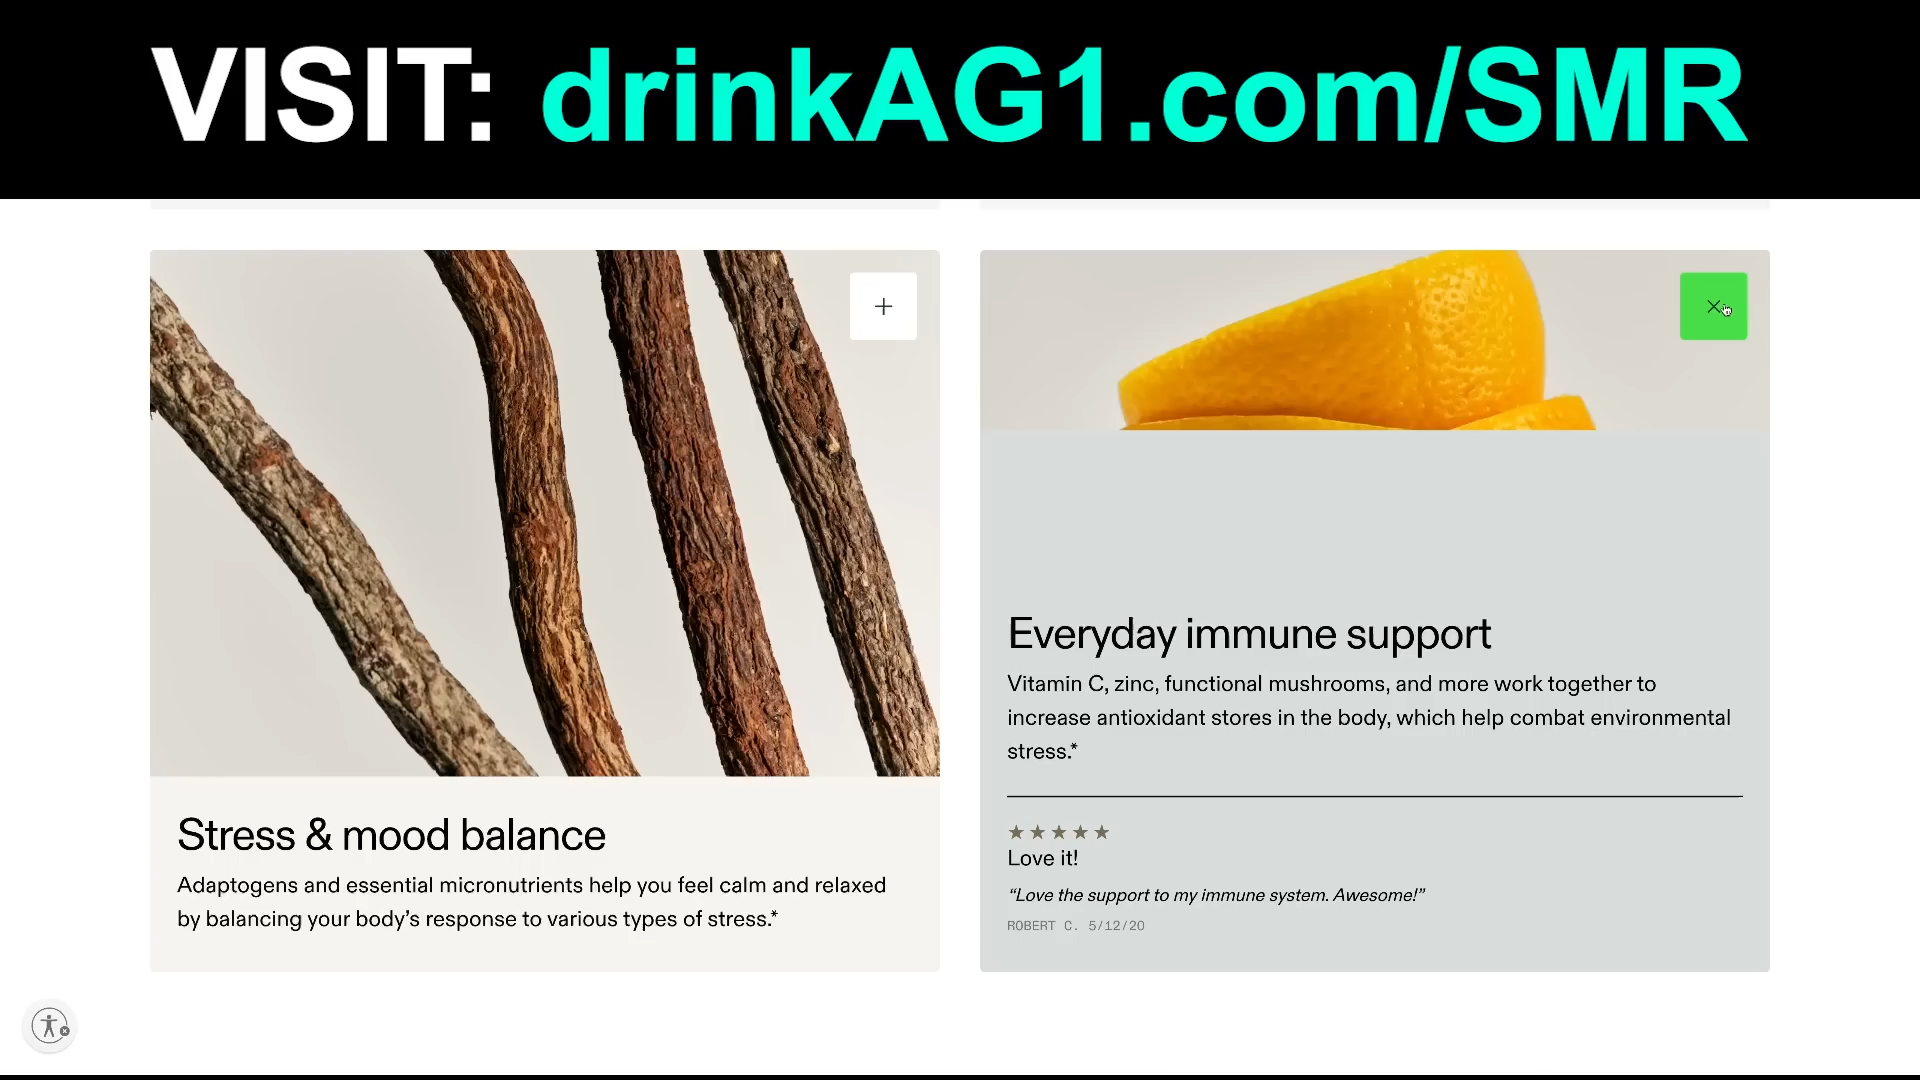 VISIT: drinkAG1.com/SMR
Stress & mood balance
Adaptogens and essential micronutrients help you feel calm and relaxed
by balancing your body’s response to various types of stress.*
Everyday immune support
Vitamin C, zinc, functional mushrooms, and more work together to
increase antioxidant stores in the body, which help combat environmental
stress.*
★★★★★
Love it!
“Love the support to my immune system. Awesome!”
ROBERT C. 5/12/20